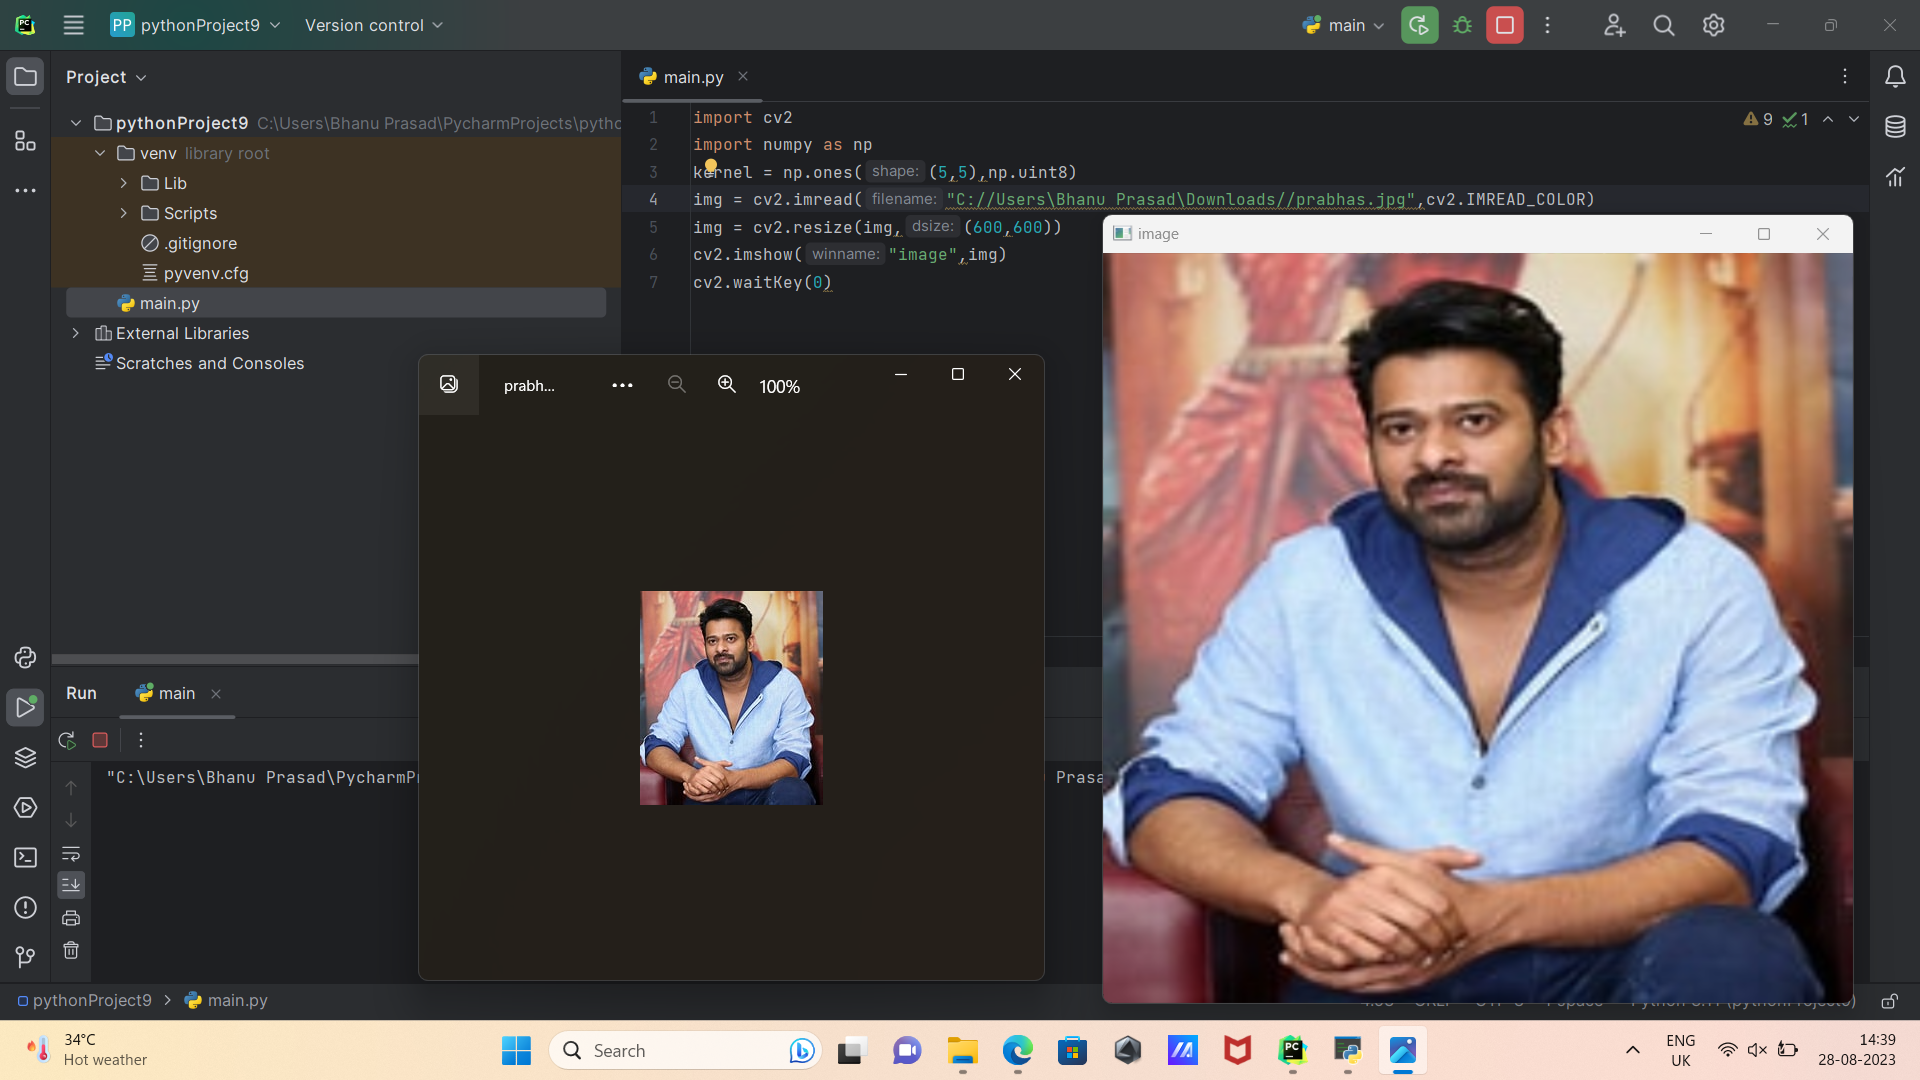 PP pythonProject9 Version control main
Project
main.py
pythonProject9 C:\Users\Bhanu Prasad\PycharmProjects\pytho
venv library root
Lib
Scripts
.gitignore
pyvenv.cfg
main.py
External Libraries
Scratches and Consoles
9 1
1 import cv2
2 import numpy as np
3 kernel = np.ones( shape: (5,5),np.uint8)
4 img = cv2.imread( filename: "C://Users\Bhanu Prasad\Downloads//prabhas.jpg",cv2.IMREAD_COLOR)
5 img = cv2.resize(img, dsize: (600,600))
6 cv2.imshow( winname: "image",img)
7 cv2.waitKey(0)
image
prabh... 100%
Run main
"C:\Users\Bhanu Prasad\PycharmP
Prasa
pythonProject9 > main.py
34°C
Hot weather
Search
PC
PC
ENG
UK
14:39
28-08-2023